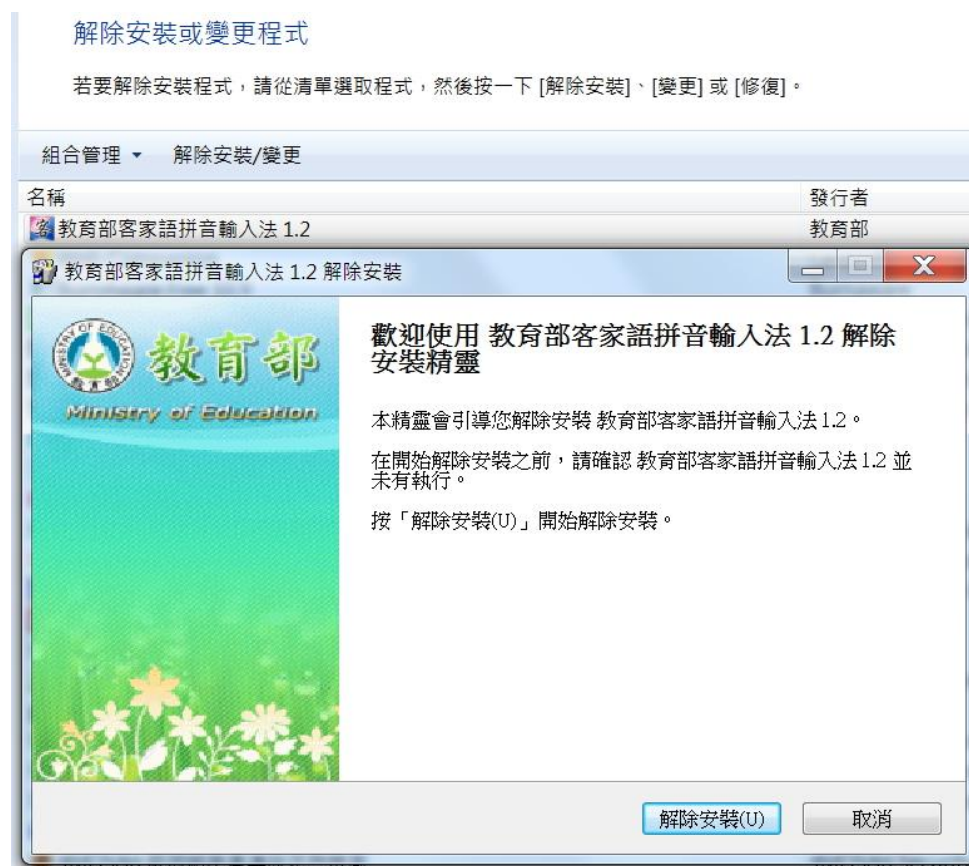 解除安裝或變更程式
若要解除安裝程式，請從清單選取程式，然後按一下 [解除安裝]、[變更] 或 [修復]。
組合管理 解除安裝/變更
名稱 發行者
教育部客家語拼音輸入法 1.2 教育部
教育部客家語拼音輸入法 1.2 解除安裝
MINISTRY OF EDUCATION
教育部
教育部
Ministry of Education
歡迎使用 教育部客家語拼音輸入法 1.2 解除
安裝精靈
本精靈會引導您解除安裝 教育部客家語拼音輸入法 1.2。
在開始解除安裝之前，請確認 教育部客家語拼音輸入法 1.2 並
未有執行。
按「解除安裝(U)」開始解除安裝。
解除安裝(U) 取消